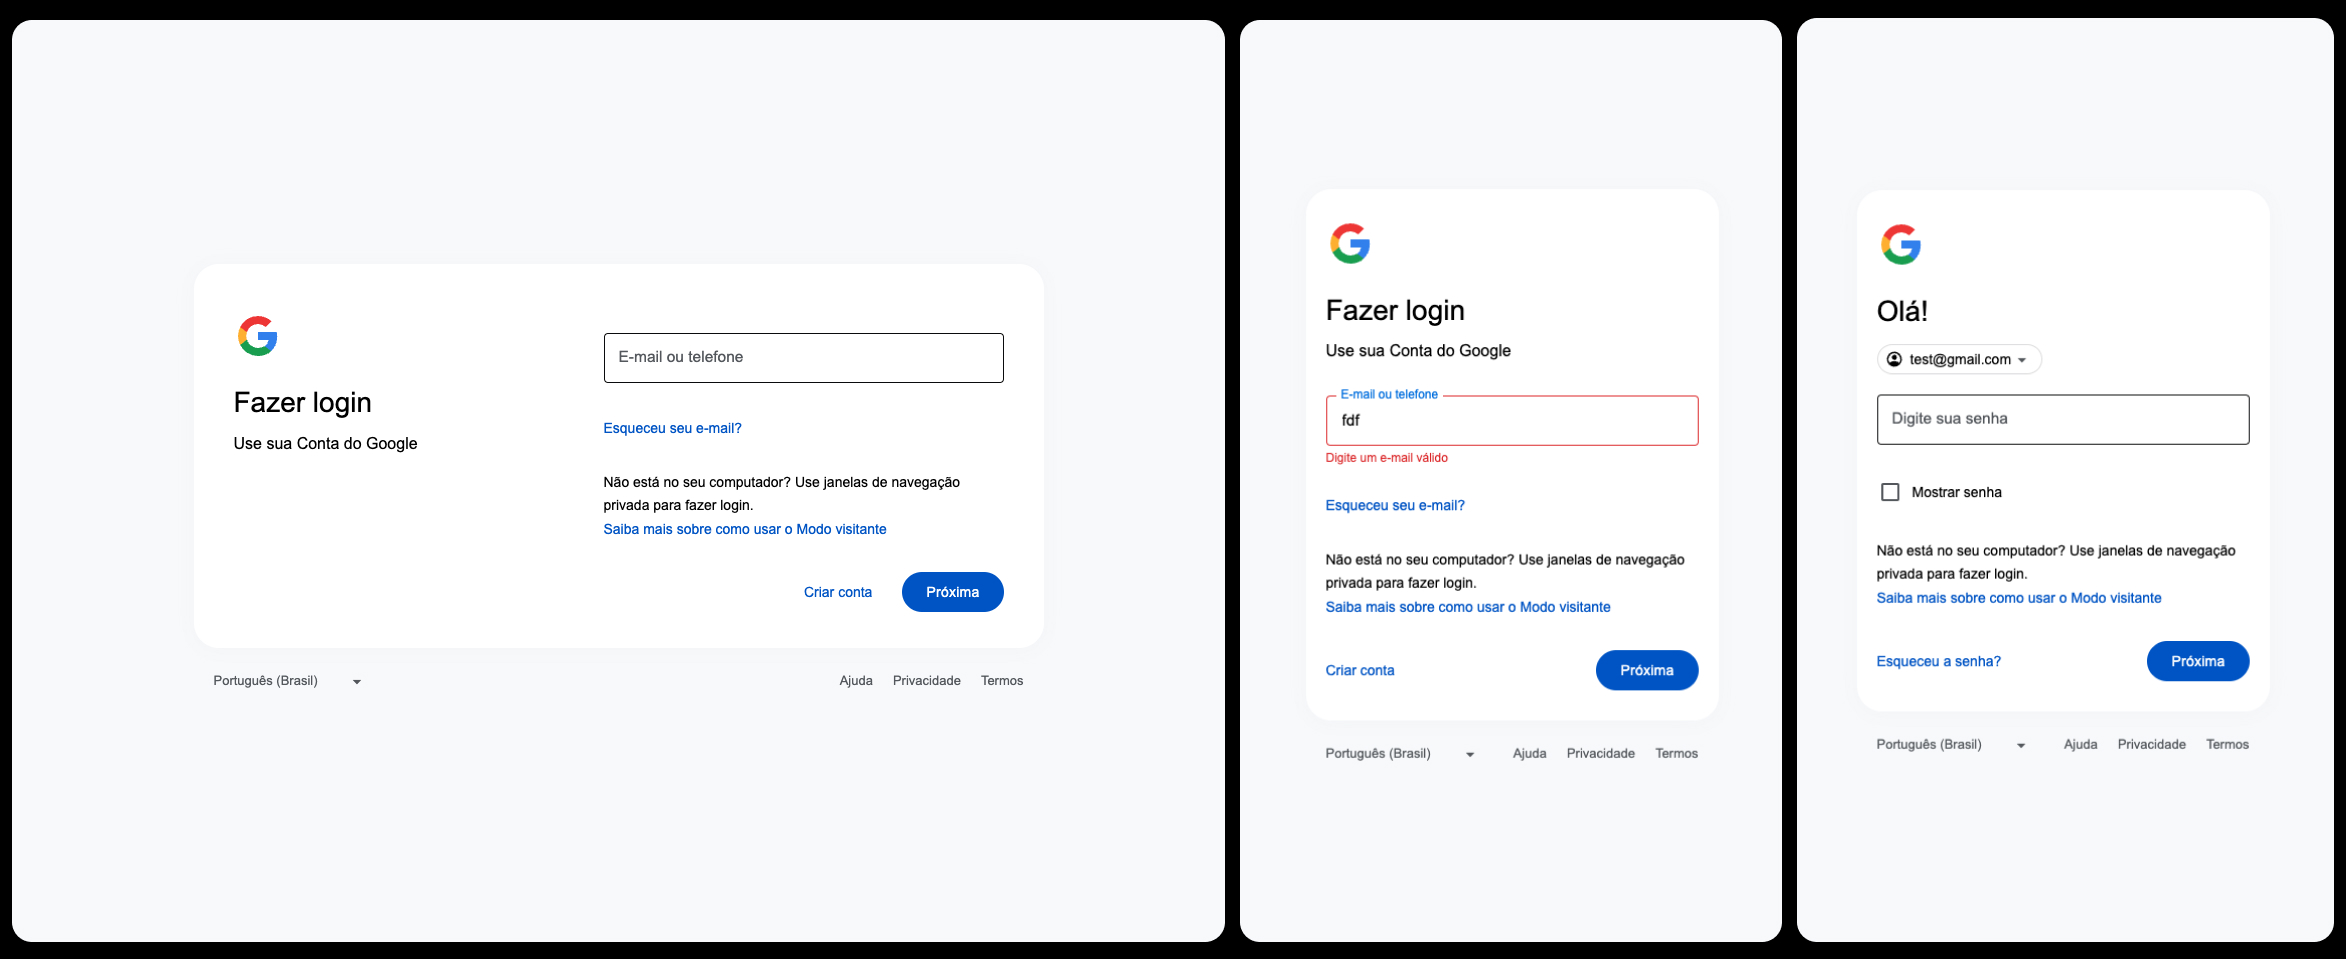 Fazer login
Use sua Conta do Google
E-mail ou telefone
Esqueceu seu e-mail?
Não está no seu computador? Use janelas de navegação
privada para fazer login.
Saiba mais sobre como usar o Modo visitante
Criar conta
Próxima
Português (Brasil)
Ajuda
Privacidade
Termos
Fazer login
Use sua Conta do Google
E-mail ou telefone
fdf
Digite um e-mail válido
Esqueceu seu e-mail?
Não está no seu computador? Use janelas de navegação
privada para fazer login.
Saiba mais sobre como usar o Modo visitante
Criar conta
Próxima
Português (Brasil)
Ajuda
Privacidade
Termos
Olá!
test@gmail.com
Digite sua senha
Mostrar senha
Não está no seu computador? Use janelas de navegação
privada para fazer login.
Saiba mais sobre como usar o Modo visitante
Esqueceu a senha?
Próxima
Português (Brasil)
Ajuda
Privacidade
Termos